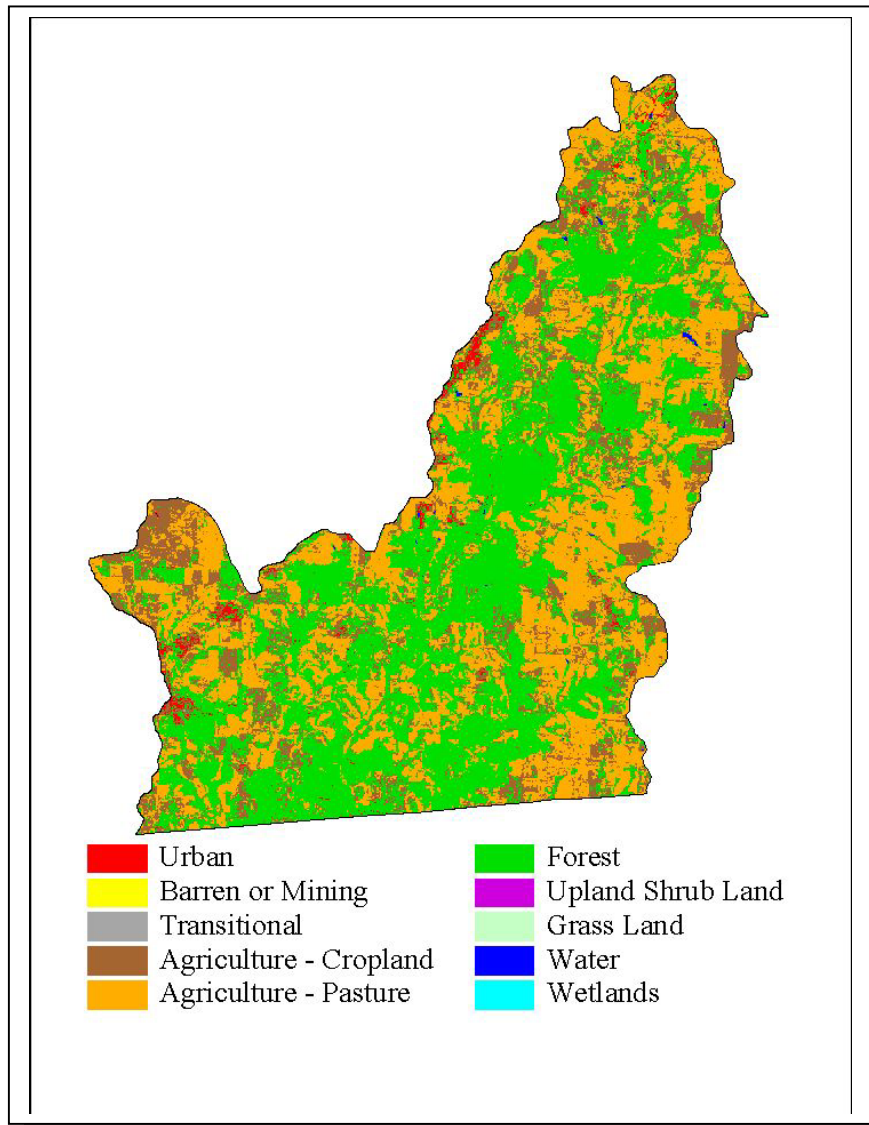 Urban
Barren or Mining
Transitional
Agriculture - Cropland
Agriculture - Pasture
Forest
Upland Shrub Land
Grass Land
Water
Wetlands